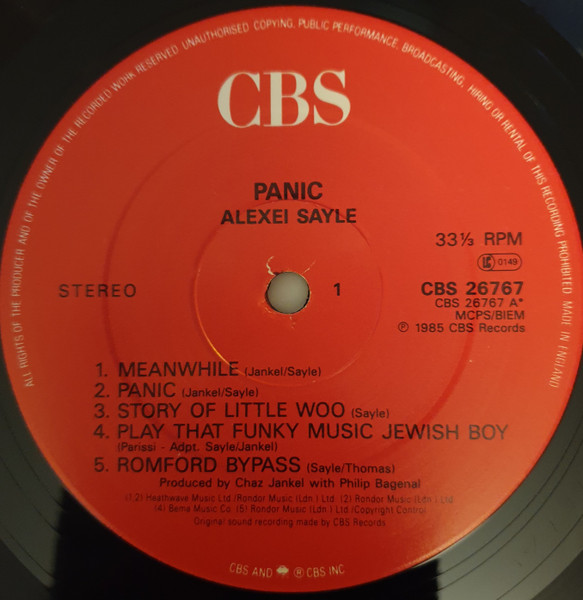 ALL RIGHTS OF THE PRODUCER AND OF THE OWNER OF THE RECORDED WORK RESERVED. UNAUTHORISED COPYING, PUBLIC PERFORMANCE, BROADCASTING, HIRING OR RENTAL OF THIS RECORDING PROHIBITED. MADE IN ENGLAND
CBS
PANIC
ALEXEI SAYLE
33⅓ RPM
LC 0149
STEREO
1
CBS 26767
CBS 26767 A*
MCPS/BIEM
℗ 1985 CBS Records
1. MEANWHILE (Jankel/Sayle)
2. PANIC (Jankel/Sayle)
3. STORY OF LITTLE WOO (Sayle)
4. PLAY THAT FUNKY MUSIC JEWISH BOY
(Parissi - Adpt. Sayle/Jankel)
5. ROMFORD BYPASS (Sayle/Thomas)
Produced by Chaz Jankel with Philip Bagenal
(1.2) Heathwave Music Ltd./Rondor Music (Ldn.) Ltd. (2) Rondor Music (Ldn.) Ltd.
(4) Bema Music Co. (5) Rondor Music (Ldn.) Ltd./Copyright Control
Original sound recording made by CBS Records
CBS AND ® CBS INC